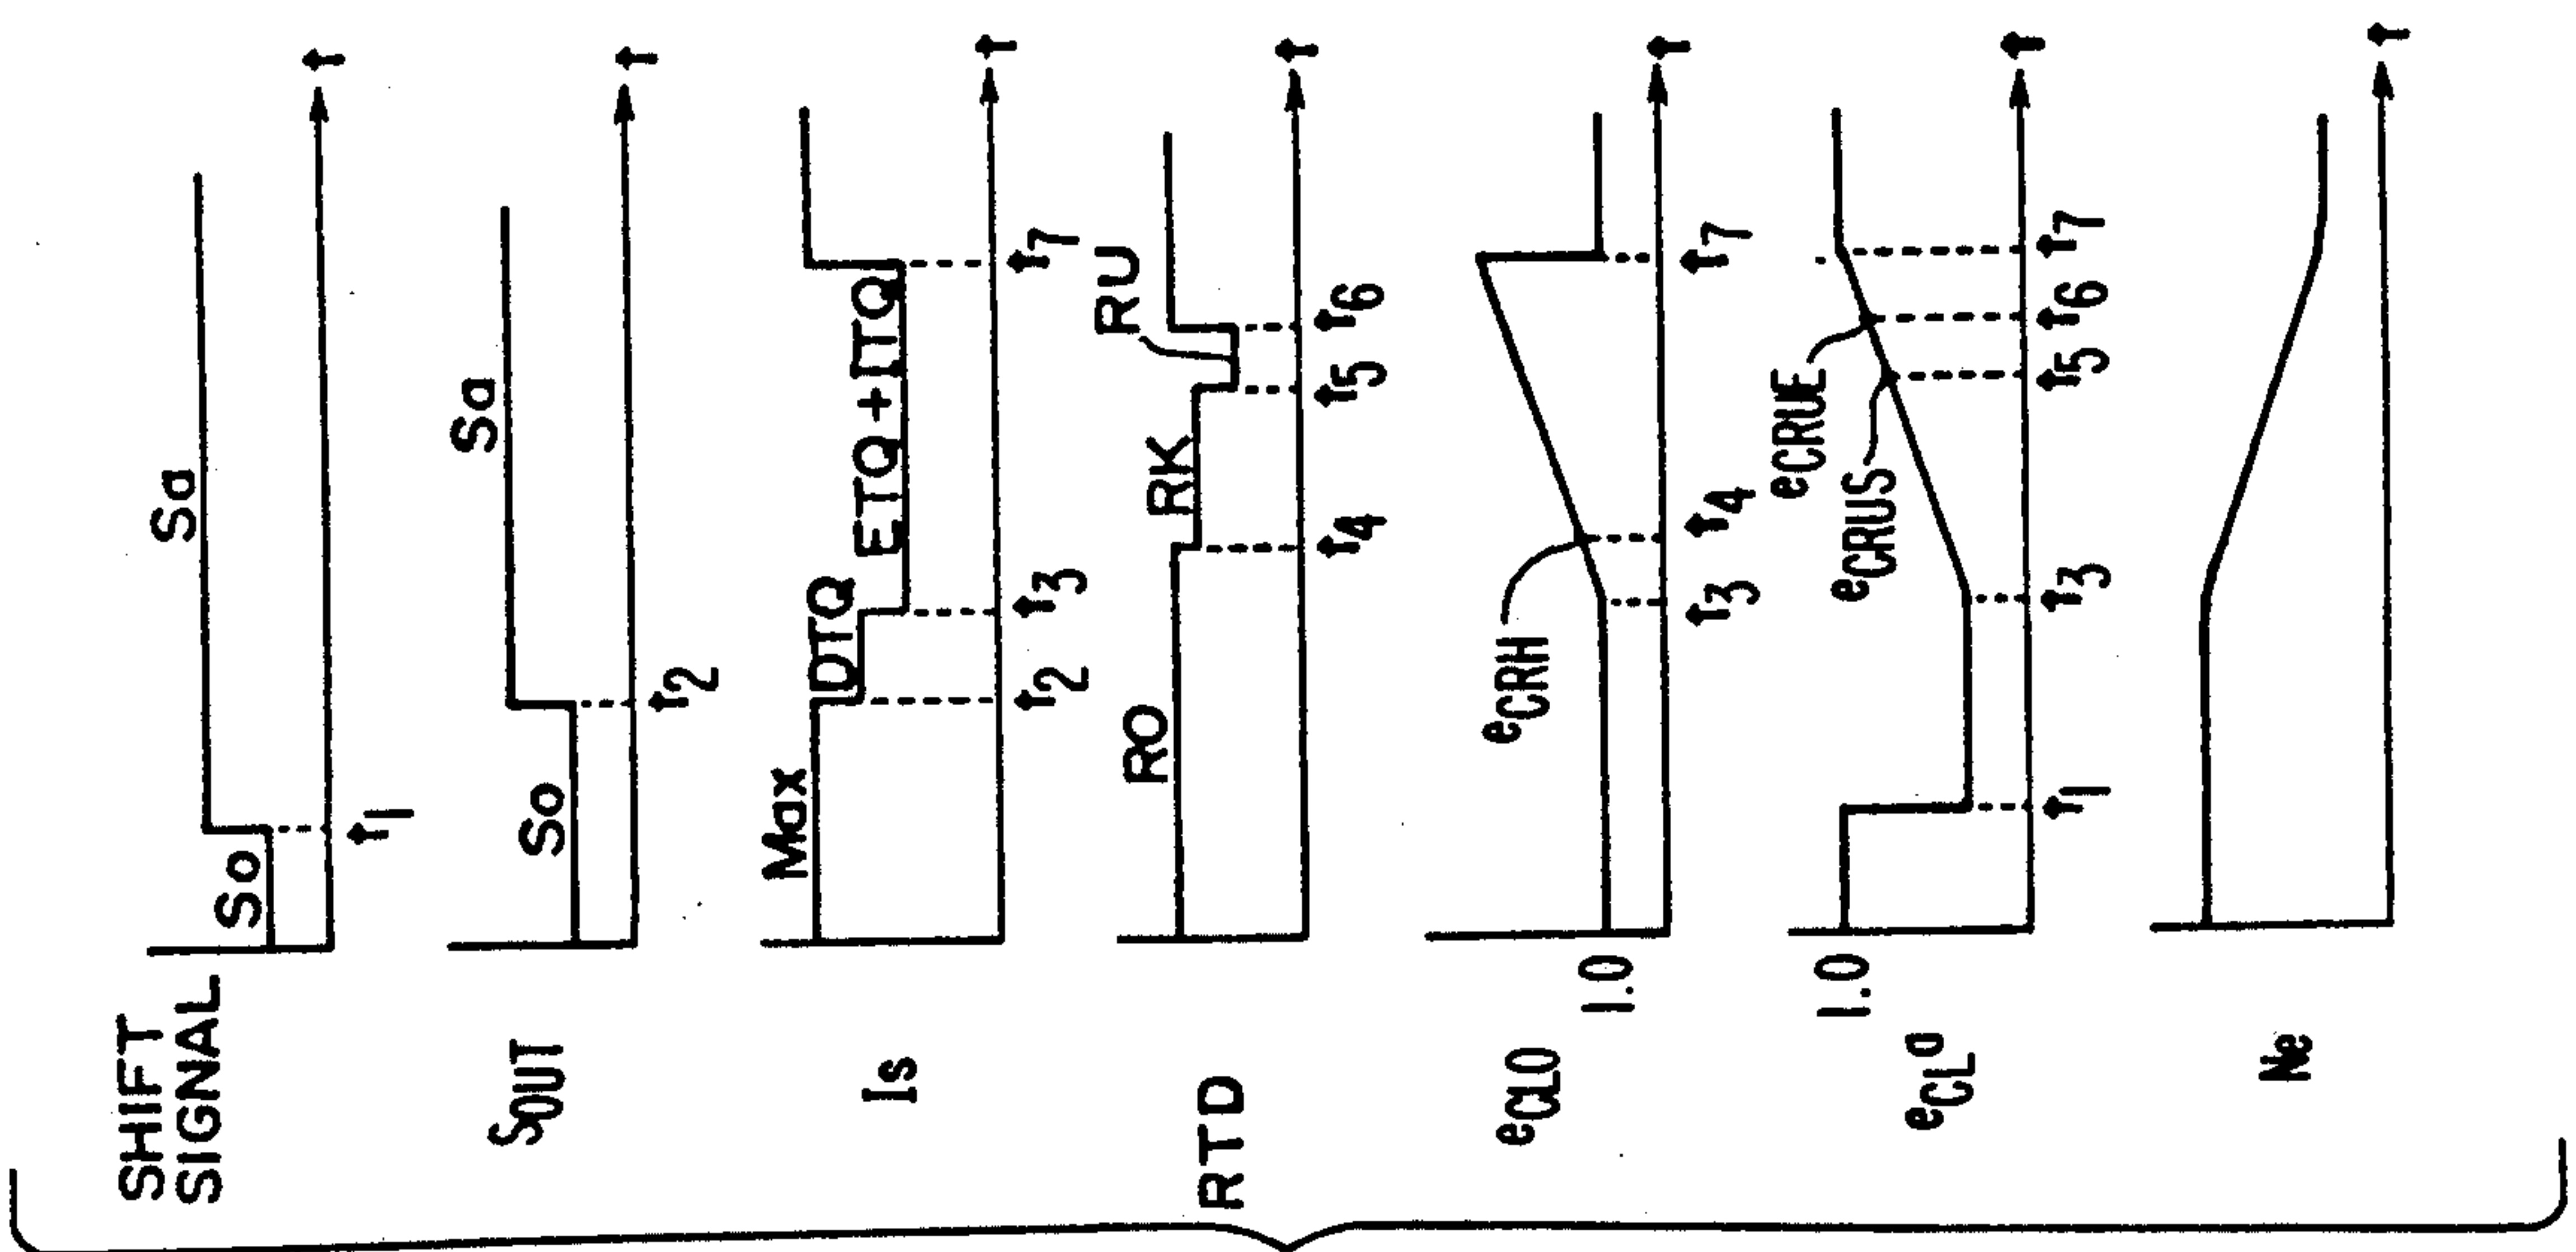 SHIFT
SIGNAL
So
Sa
t1
t
SOUT
So
Sa
t2
t
Is
Max
DTQ
ETQ+ITQ
t2
t3
t7
t
RTD
RO
RK
RU
t4
t5
t6
t
eCLO
1.0
eCRH
t3
t4
t7
t
eCLa
1.0
eCRUS
eCRUE
t1
t3
t5
t6
t7
t
Ne
t